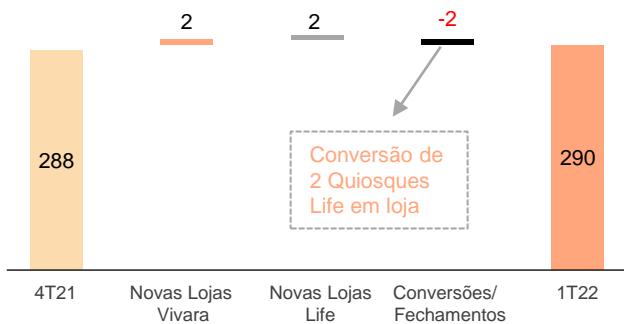 2
2
-2
288
Conversão de
2 Quiosques
Life em loja
290
4T21
Novas Lojas
Vivara
Novas Lojas
Life
Conversões/
Fechamentos
1T22